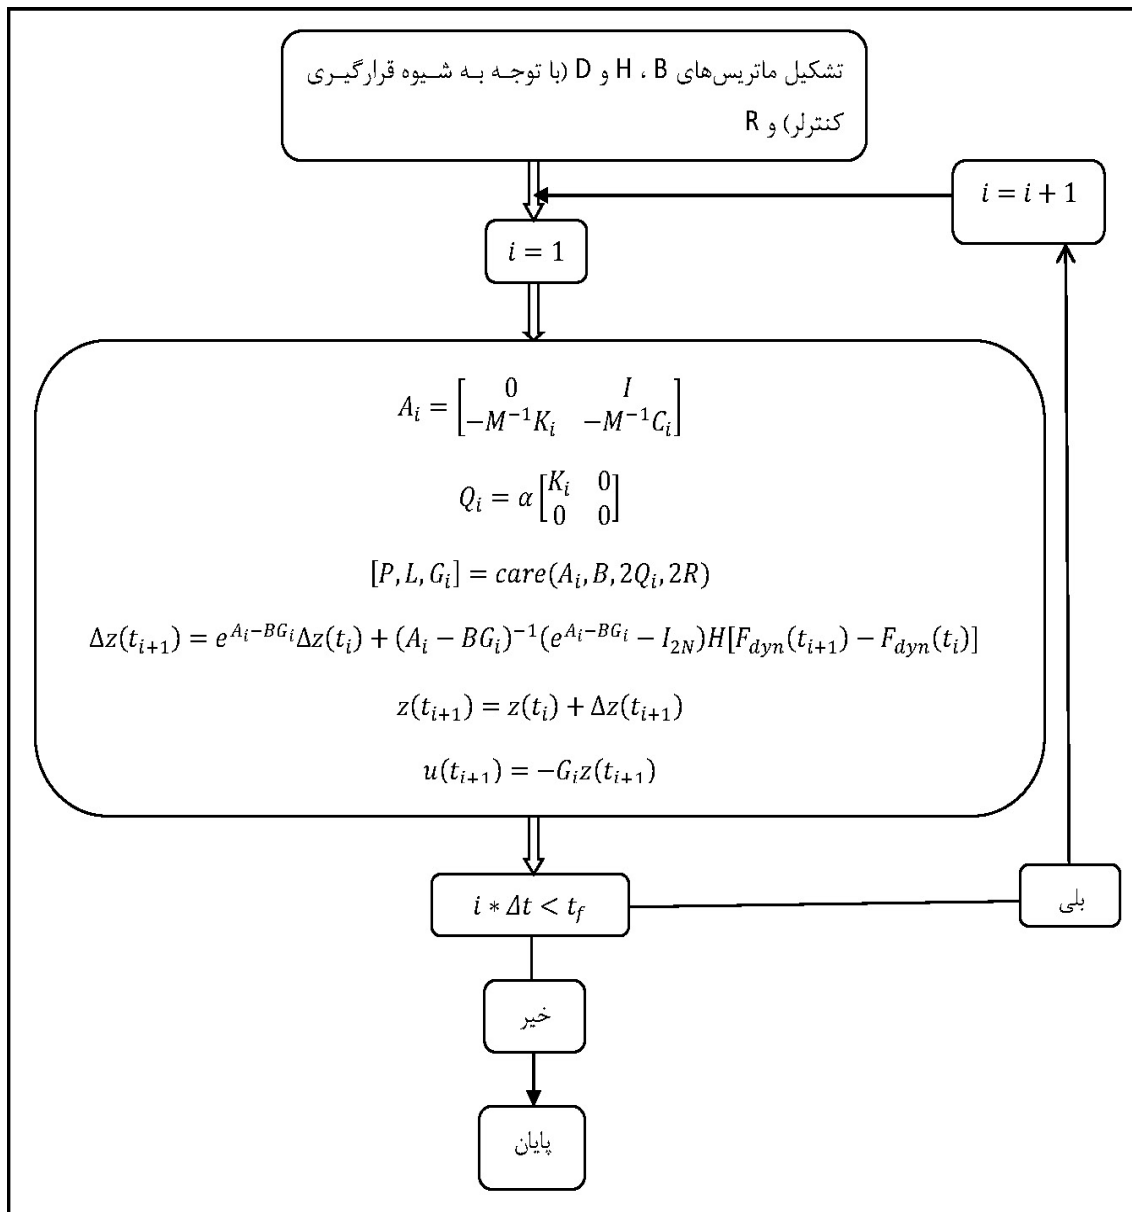 تشکیل ماتریس‌های H ، B و D (با توجه به شیوه قرارگیری
کنترلر) و R
i = i + 1
i = 1
A_i = [0 I; −M^{−1}K_i −M^{−1}C_i]
Q_i = α [K_i 0; 0 0]
[P, L, G_i] = care(A_i, B, 2Q_i, 2R)
Δz(t_{i+1}) = e^{A_i−BG_i}Δz(t_i) + (A_i − BG_i)^{−1}(e^{A_i−BG_i} − I_{2N})H[F_{dyn}(t_{i+1}) − F_{dyn}(t_i)]
z(t_{i+1}) = z(t_i) + Δz(t_{i+1})
u(t_{i+1}) = −G_i z(t_{i+1})
i * Δt < t_f
بلی
خیر
پایان